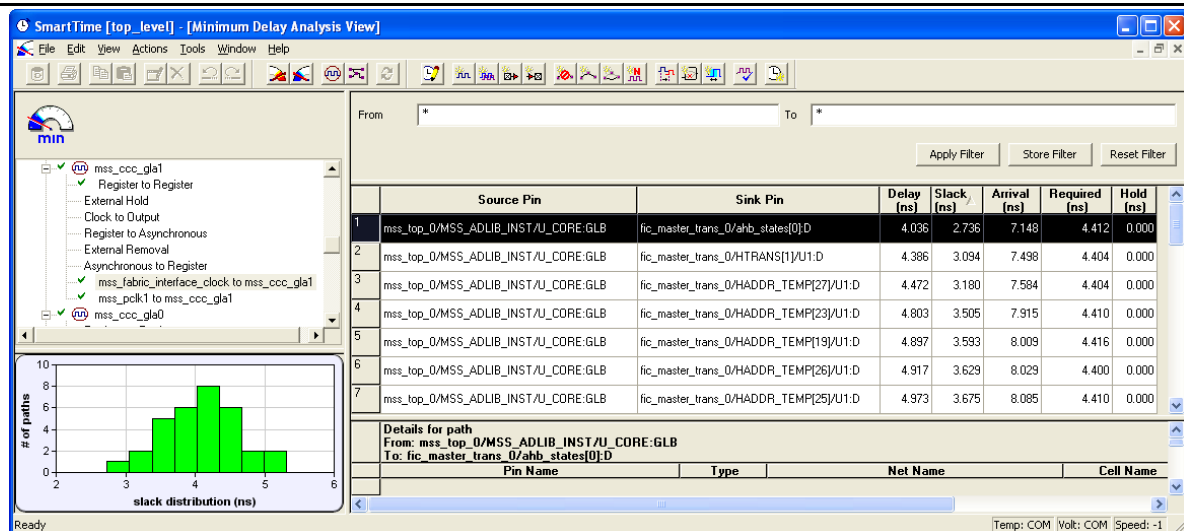 SmartTime [top_level] - [Minimum Delay Analysis View]
File Edit View Actions Tools Window Help
min
mss_ccc_gla1
Register to Register
External Hold
Clock to Output
Register to Asynchronous
External Removal
Asynchronous to Register
mss_fabric_interface_clock to mss_ccc_gla1
mss_pclk1 to mss_ccc_gla1
mss_ccc_gla0
From * To *
Apply Filter Store Filter Reset Filter
Source Pin Sink Pin Delay (ns) Slack (ns) Arrival (ns) Required (ns) Hold (ns)
1 mss_top_0/MSS_ADLIB_INST/U_CORE:GLB fic_master_trans_0/ahb_states[0]:D 4.036 2.736 7.148 4.412 0.000
2 mss_top_0/MSS_ADLIB_INST/U_CORE:GLB fic_master_trans_0/HTRANS[1]/U1:D 4.386 3.094 7.498 4.404 0.000
3 mss_top_0/MSS_ADLIB_INST/U_CORE:GLB fic_master_trans_0/HADDR_TEMP[27]/U1:D 4.472 3.180 7.584 4.404 0.000
4 mss_top_0/MSS_ADLIB_INST/U_CORE:GLB fic_master_trans_0/HADDR_TEMP[23]/U1:D 4.803 3.505 7.915 4.410 0.000
5 mss_top_0/MSS_ADLIB_INST/U_CORE:GLB fic_master_trans_0/HADDR_TEMP[19]/U1:D 4.897 3.593 8.009 4.416 0.000
6 mss_top_0/MSS_ADLIB_INST/U_CORE:GLB fic_master_trans_0/HADDR_TEMP[26]/U1:D 4.917 3.629 8.029 4.400 0.000
7 mss_top_0/MSS_ADLIB_INST/U_CORE:GLB fic_master_trans_0/HADDR_TEMP[25]/U1:D 4.973 3.675 8.085 4.410 0.000
Details for path
From: mss_top_0/MSS_ADLIB_INST/U_CORE:GLB
To: fic_master_trans_0/ahb_states[0]:D
Pin Name Type Net Name Cell Name
# of paths
10
8
6
4
2
0
2 3 4 5 6
slack distribution (ns)
Ready
Temp: COM Volt: COM Speed: -1